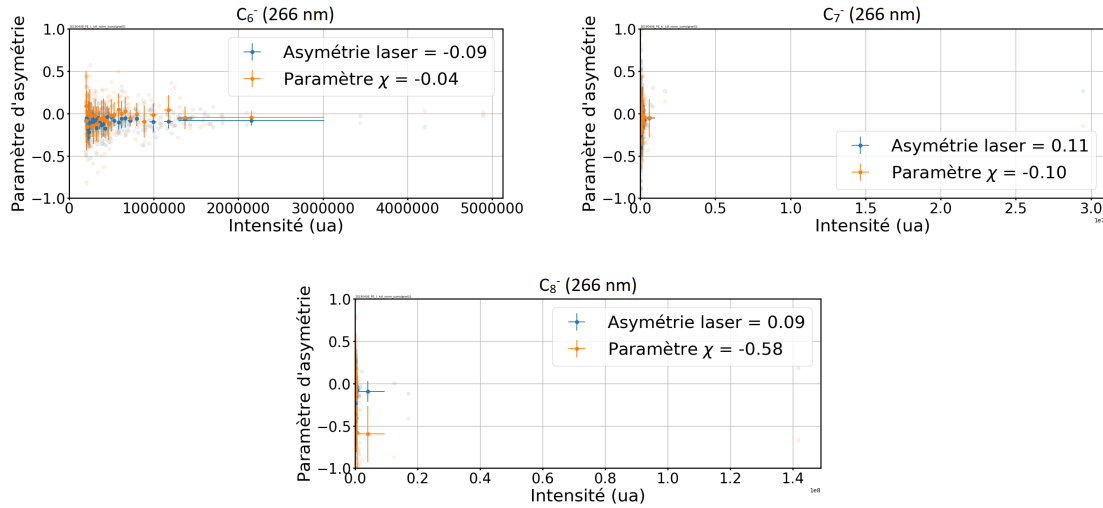 C₆⁻ (266 nm)
Paramètre d'asymétrie
1.0
0.5
0.0
−0.5
−1.0
Asymétrie laser = -0.09
Paramètre χ = -0.04
0 1000000 2000000 3000000 4000000 5000000
Intensité (ua)
C₇⁻ (266 nm)
Paramètre d'asymétrie
1.0
0.5
0.0
−0.5
−1.0
Asymétrie laser = 0.11
Paramètre χ = -0.10
0.0 0.5 1.0 1.5 2.0 2.5 3.0
Intensité (ua)
C₈⁻ (266 nm)
Paramètre d'asymétrie
1.0
0.5
0.0
−0.5
−1.0
Asymétrie laser = 0.09
Paramètre χ = -0.58
0.0 0.2 0.4 0.6 0.8 1.0 1.2 1.4
1e8
Intensité (ua)